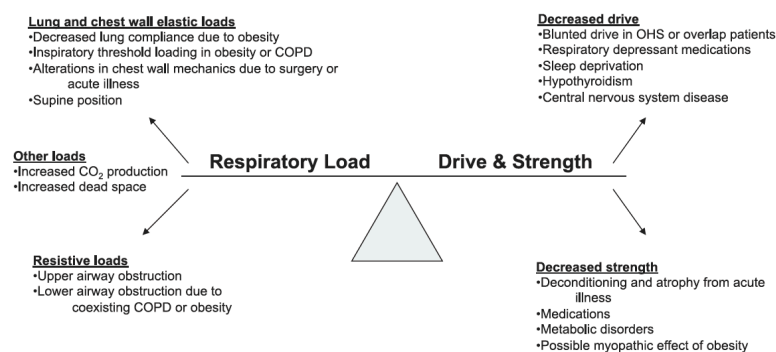 Lung and chest wall elastic loads
•Decreased lung compliance due to obesity
•Inspiratory threshold loading in obesity or COPD
•Alterations in chest wall mechanics due to surgery or
acute illness
•Supine position
Decreased drive
•Blunted drive in OHS or overlap patients
•Respiratory depressant medications
•Sleep deprivation
•Hypothyroidism
•Central nervous system disease
Other loads
•Increased CO₂ production
•Increased dead space
Respiratory Load
Drive & Strength
Resistive loads
•Upper airway obstruction
•Lower airway obstruction due to
coexisting COPD or obesity
Decreased strength
•Deconditioning and atrophy from acute
illness
•Medications
•Metabolic disorders
•Possible myopathic effect of obesity